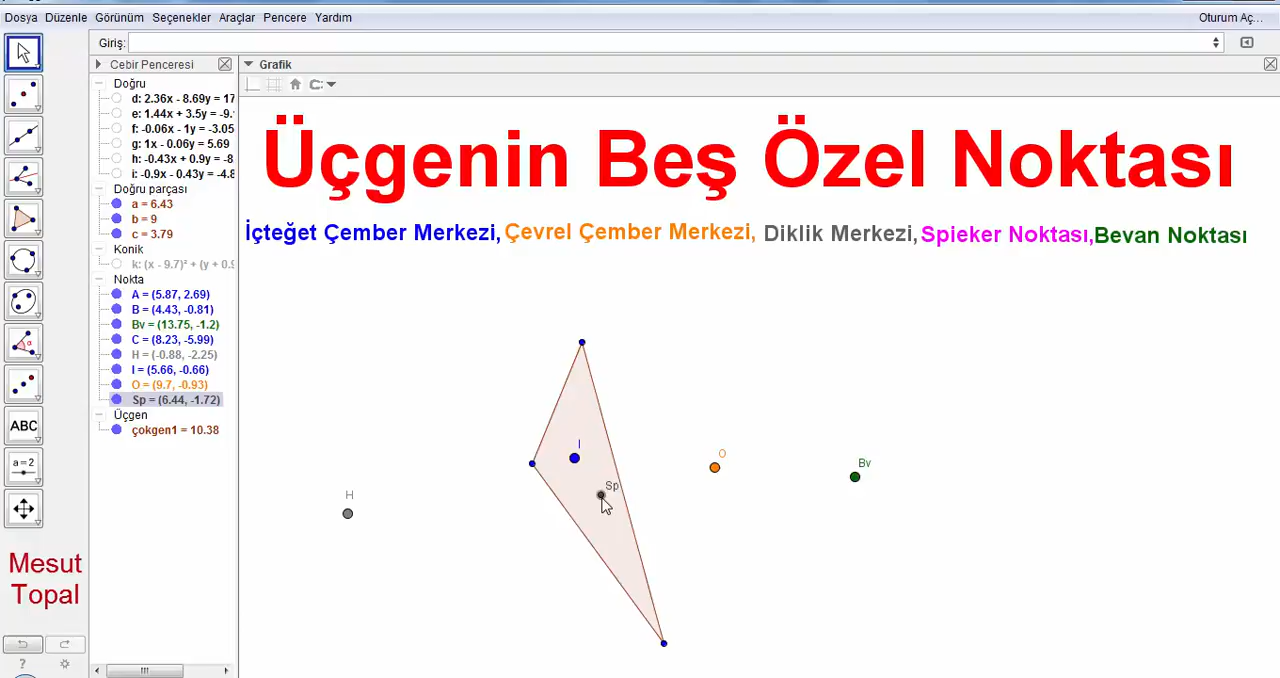 Dosya Düzenle Görünüm Seçenekler Araçlar Pencere Yardım Oturum Aç...
Giriş:
Cebir Penceresi
Grafik
Doğru
d: 2.36x - 8.69y = 17
e: 1.44x + 3.5y = -9.
f: -0.06x - 1y = -3.05
g: 1x - 0.06y = 5.69
h: -0.43x + 0.9y = -8
i: -0.9x - 0.43y = -4.8
Doğru parçası
a = 6.43
b = 9
c = 3.79
Konik
k: (x - 9.7)² + (y + 0.9
Nokta
A = (5.87, 2.69)
B = (4.43, -0.81)
Bv = (13.75, -1.2)
C = (8.23, -5.99)
H = (-0.88, -2.25)
I = (5.66, -0.66)
O = (9.7, -0.93)
Sp = (6.44, -1.72)
Üçgen
çokgen1 = 10.38
Üçgenin Beş Özel Noktası
İçteğet Çember Merkezi, Çevrel Çember Merkezi, Diklik Merkezi, Spieker Noktası, Bevan Noktası
I
O
Bv
Sp
H
α
ABC
a=2
Mesut
Topal
?